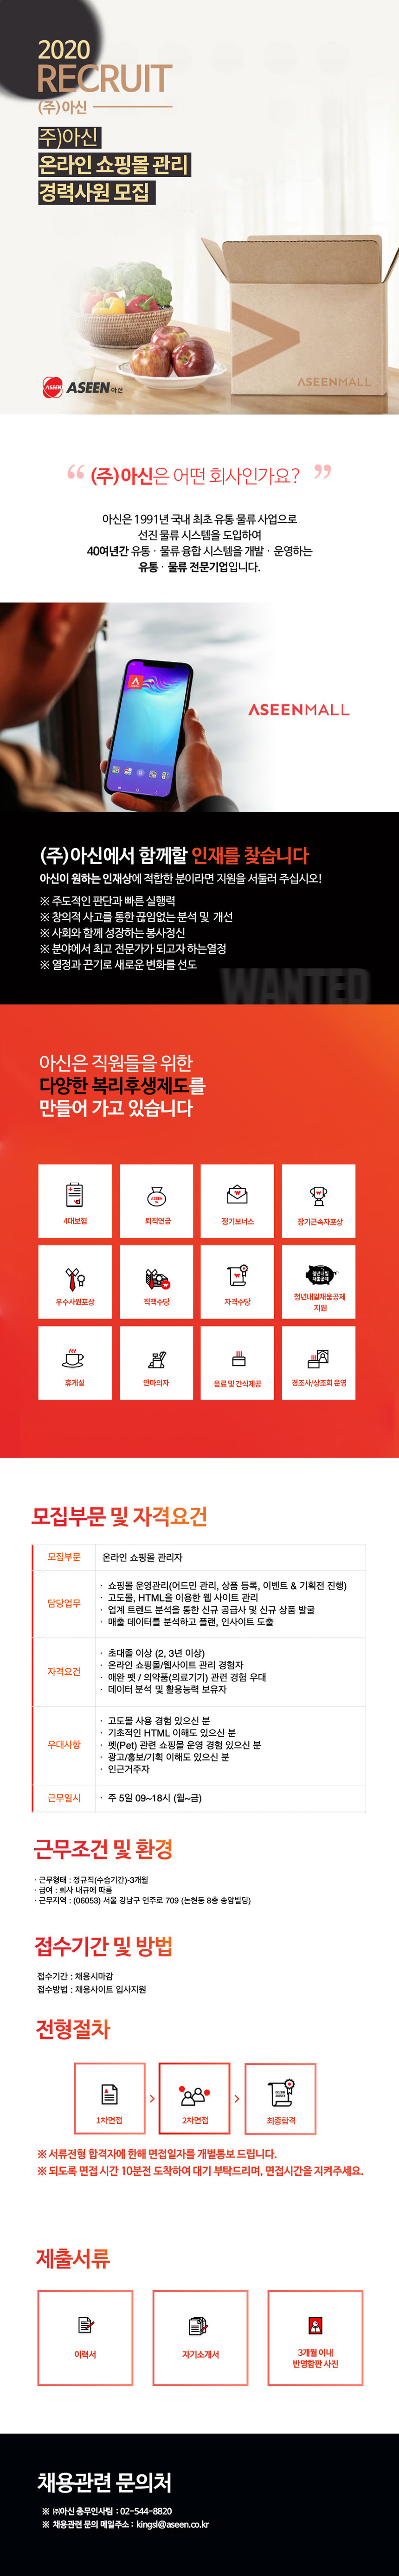 2020
RECRUIT
(주)아신
주)아신
온라인 쇼핑몰 관리
경력사원 모집
ASEENMALL
ASEEN ASEEN 아신
“ (주)아신은 어떤 회사인가요? ”
아신은 1991년 국내 최초 유통 물류 사업으로
선진 물류 시스템을 도입하여
40여년간 유통 · 물류 융합 시스템을 개발 · 운영하는
유통 · 물류 전문기업입니다.
ASEENMALL
(주)아신에서 함께할 인재를 찾습니다
아신이 원하는 인재상에 적합한 분이라면 지원을 서둘러 주십시오!
※ 주도적인 판단과 빠른 실행력
※ 창의적 사고를 통한 끊임없는 분석 및 개선
※ 사회와 함께 성장하는 봉사정신
※ 분야에서 최고 전문가가 되고자 하는열정
※ 열정과 끈기로 새로운 변화를 선도
WANTED
아신은 직원들을 위한
다양한 복리후생제도를
만들어 가고 있습니다
4대보험
퇴직연금
정기보너스
장기근속자포상
우수사원포상
직책수당
자격수당
청년내일채움공제
지원
휴게실
안마의자
음료 및 간식제공
경조사/상조회 운영
모집부문 및 자격요건
모집부문 온라인 쇼핑몰 관리자
담당업무
· 쇼핑몰 운영관리(어드민 관리, 상품 등록, 이벤트 & 기획전 진행)
· 고도몰, HTML을 이용한 웹 사이트 관리
· 업계 트렌드 분석을 통한 신규 공급사 및 신규 상품 발굴
· 매출 데이터를 분석하고 플랜, 인사이트 도출
자격요건
· 초대졸 이상 (2, 3년 이상)
· 온라인 쇼핑몰/웹사이트 관리 경험자
· 애완 펫 / 의약품(의료기기) 관련 경험 우대
· 데이터 분석 및 활용능력 보유자
우대사항
· 고도몰 사용 경험 있으신 분
· 기초적인 HTML 이해도 있으신 분
· 펫(Pet) 관련 쇼핑몰 운영 경험 있으신 분
· 광고/홍보/기획 이해도 있으신 분
· 인근거주자
근무일시 · 주 5일 09~18시 (월~금)
근무조건 및 환경
· 근무형태 : 정규직(수습기간)-3개월
· 급여 : 회사 내규에 따름
· 근무지역 : (06053) 서울 강남구 언주로 709 (논현동 8층 송암빌딩)
접수기간 및 방법
접수기간 : 채용시마감
접수방법 : 채용사이트 입사지원
전형절차
1차면접
2차면접
최종합격
※ 서류전형 합격자에 한해 면접일자를 개별통보 드립니다.
※ 되도록 면접 시간 10분전 도착하여 대기 부탁드리며, 면접시간을 지켜주세요.
제출서류
이력서
자기소개서
3개월 이내
반명함판 사진
채용관련 문의처
※ ㈜아신 총무인사팀 : 02-544-8820
※ 채용관련 문의 메일주소 : kingsl@aseen.co.kr